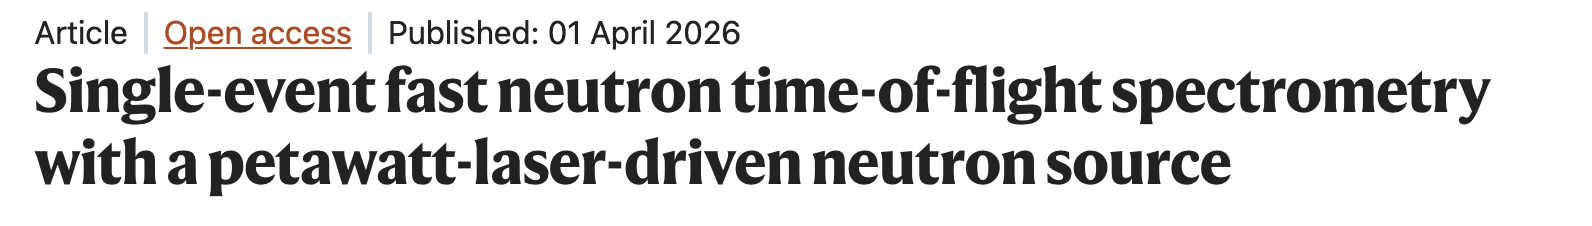 Article | Open access | Published: 01 April 2026
Single-event fast neutron time-of-flight spectrometry
with a petawatt-laser-driven neutron source